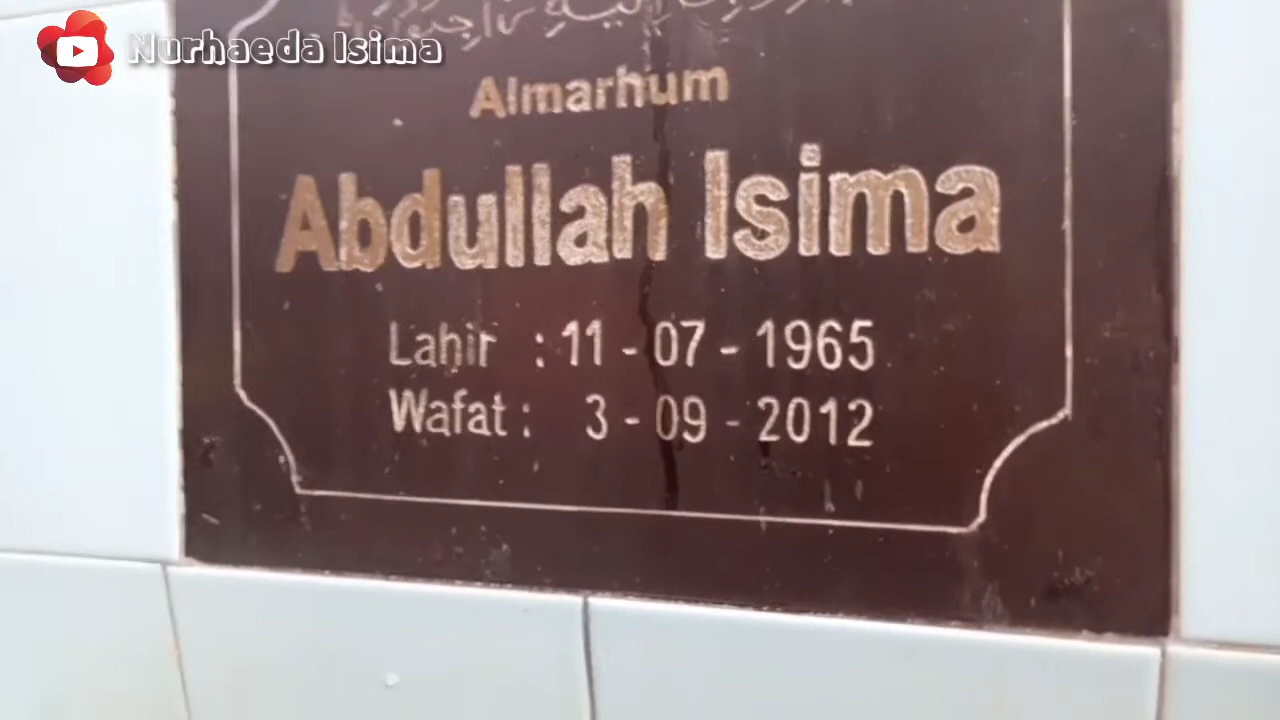 Nurhaeda Isima
Almarhum
Abdullah Isima
Lahir : 11 - 07 - 1965
Wafat : 3 - 09 - 2012